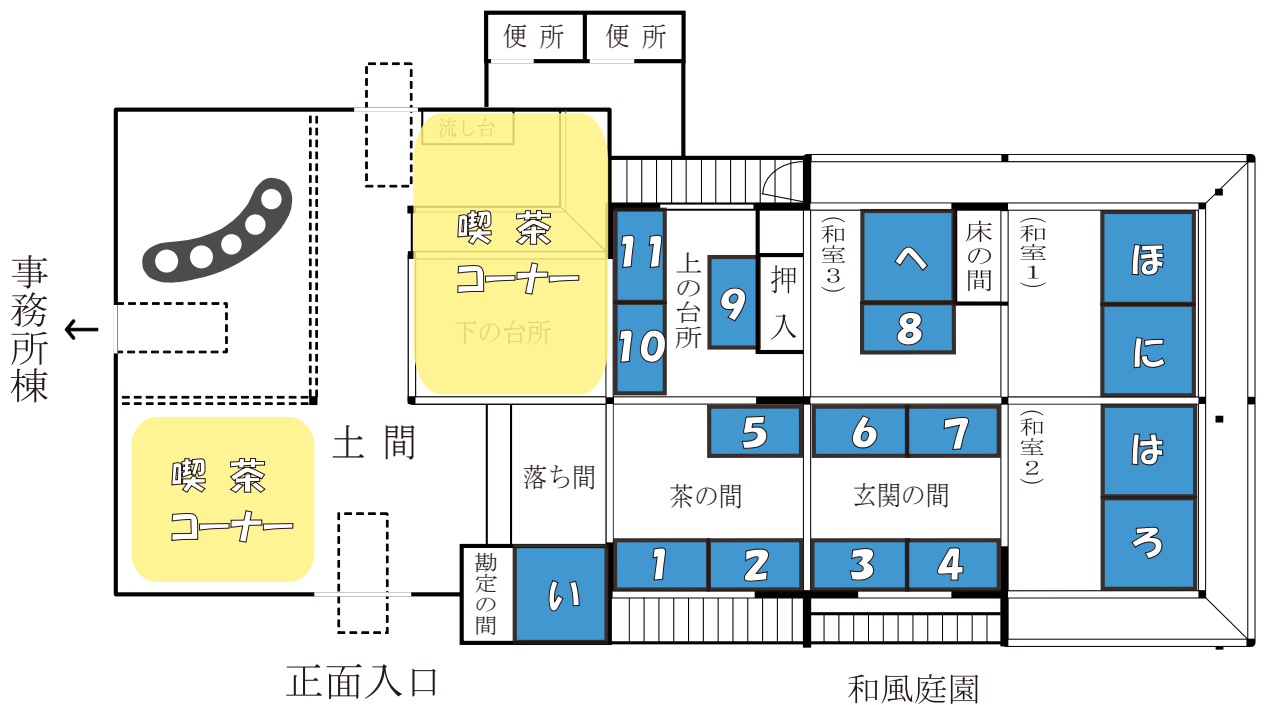 便 所
便 所
流し台
喫 茶
コーナー
下の台所
事務所棟
←
土 間
喫 茶
コーナー
落ち間
勘定の間
い
正面入口
11
10
上の台所
9
押入
(和室3)
へ
8
床の間
(和室1)
ほ
に
5
茶の間
1
2
6
7
玄関の間
3
4
(和室2)
は
ろ
和風庭園